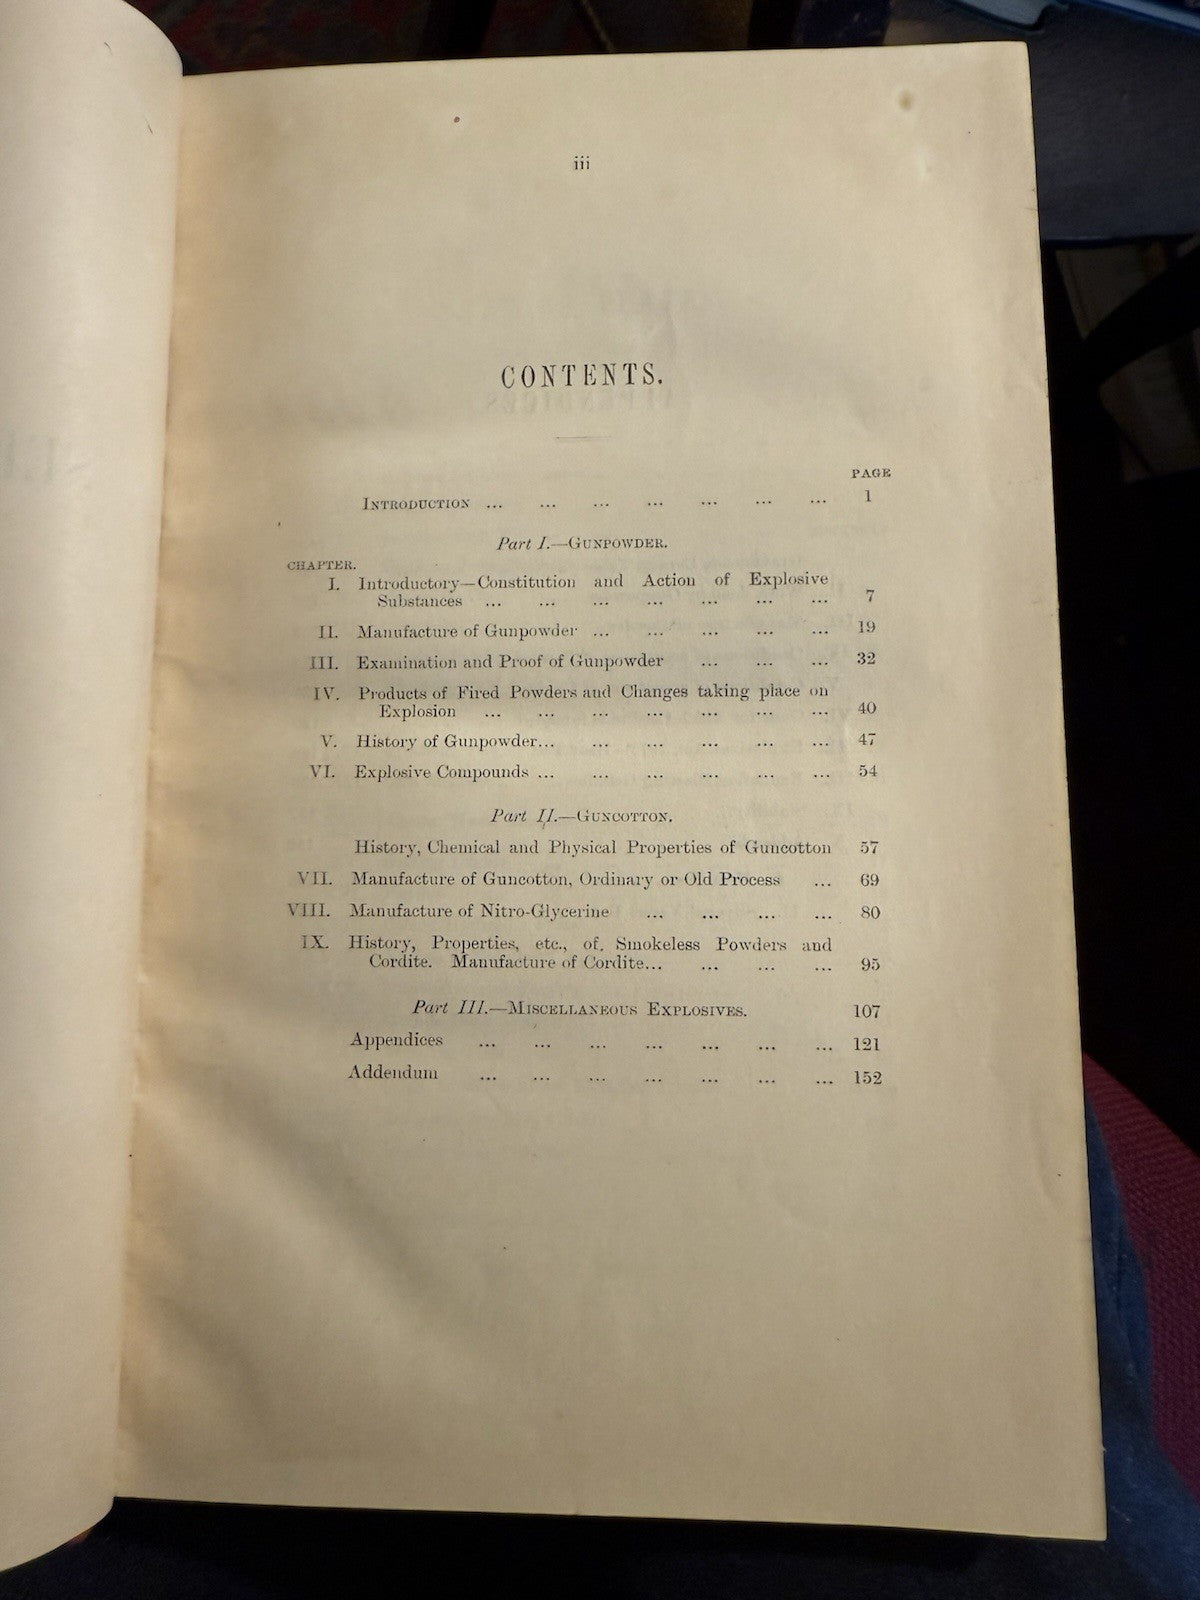 iii
CONTENTS.
PAGE
INTRODUCTION ... ... ... ... ... ... ... 1
Part I.—GUNPOWDER.
CHAPTER.
I. Introductory—Constitution and Action of Explosive
Substances ... ... ... ... ... ... ... 7
II. Manufacture of Gunpowder ... ... ... ... ... 19
III. Examination and Proof of Gunpowder ... ... ... 32
IV. Products of Fired Powders and Changes taking place on
Explosion ... ... ... ... ... ... ... 40
V. History of Gunpowder... ... ... ... ... ... 47
VI. Explosive Compounds ... ... ... ... ... ... 54
Part II.—GUNCOTTON.
History, Chemical and Physical Properties of Guncotton 57
VII. Manufacture of Guncotton, Ordinary or Old Process ... 69
VIII. Manufacture of Nitro-Glycerine ... ... ... ... 80
IX. History, Properties, etc., of, Smokeless Powders and
Cordite. Manufacture of Cordite... ... ... ... 95
Part III.—MISCELLANEOUS EXPLOSIVES. 107
Appendices ... ... ... ... ... ... ... 121
Addendum ... ... ... ... ... ... ... 152